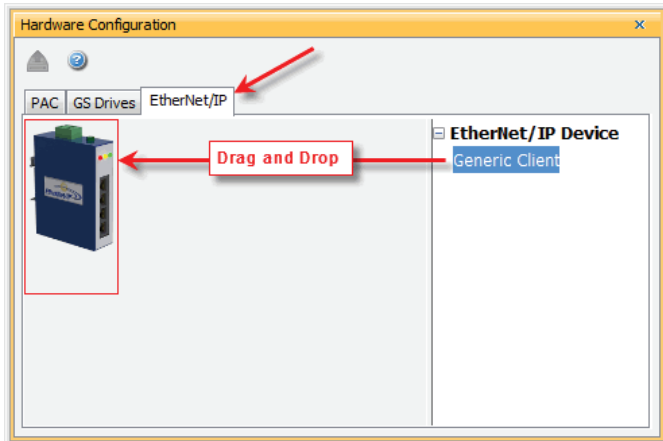 Hardware Configuration
PAC
GS Drives
EtherNet/IP
EtherNet/IP Device
Drag and Drop
Generic Client